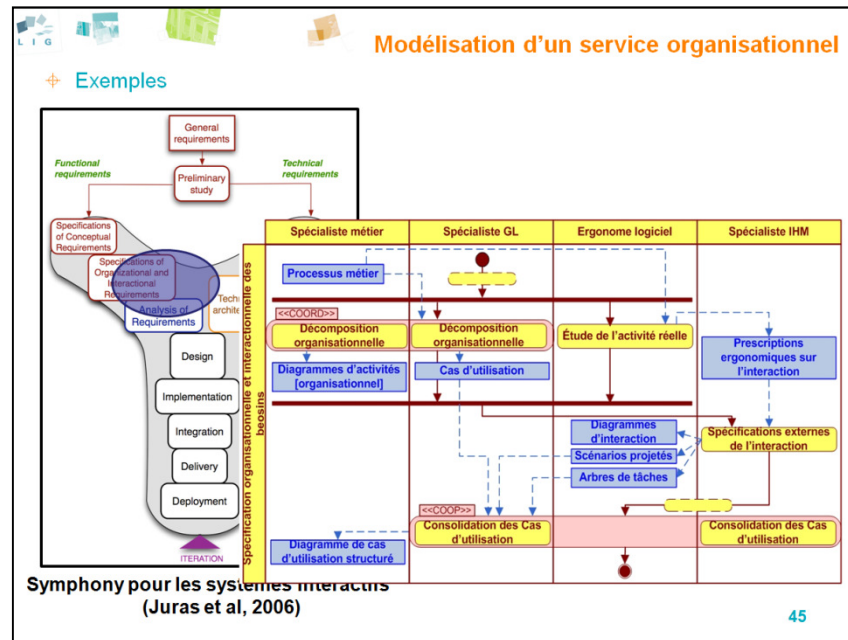 LIG
Modélisation d'un service organisationnel
Exemples
General
requirements
Functional
requirements
Technical
requirements
Preliminary
study
Specifications
of Conceptual
Requirements
Specifications of
Organizational and
Interactional
Requirements
Analysis of
Requirements
Techn
archite
Design
Implementation
Integration
Delivery
Deployment
ITERATION
Spécification organisationnelle et interactionnelle des
beosins
Spécialiste métier
Spécialiste GL
Ergonome logiciel
Spécialiste IHM
Processus métier
<<COORD>>
Décomposition
organisationnelle
Décomposition
organisationnelle
Étude de l'activité réelle
Prescriptions
ergonomiques sur
l'interaction
Diagrammes d'activités
[organisationnel]
Cas d'utilisation
Diagrammes
d'interaction
Scénarios projetés
Arbres de tâches
Spécifications externes
de l'interaction
<<COOP>>
Consolidation des Cas
d'utilisation
Consolidation des Cas
d'utilisation
Diagramme de cas
d'utilisation structuré
Symphony pour les systèmes interactifs
(Juras et al, 2006)
45